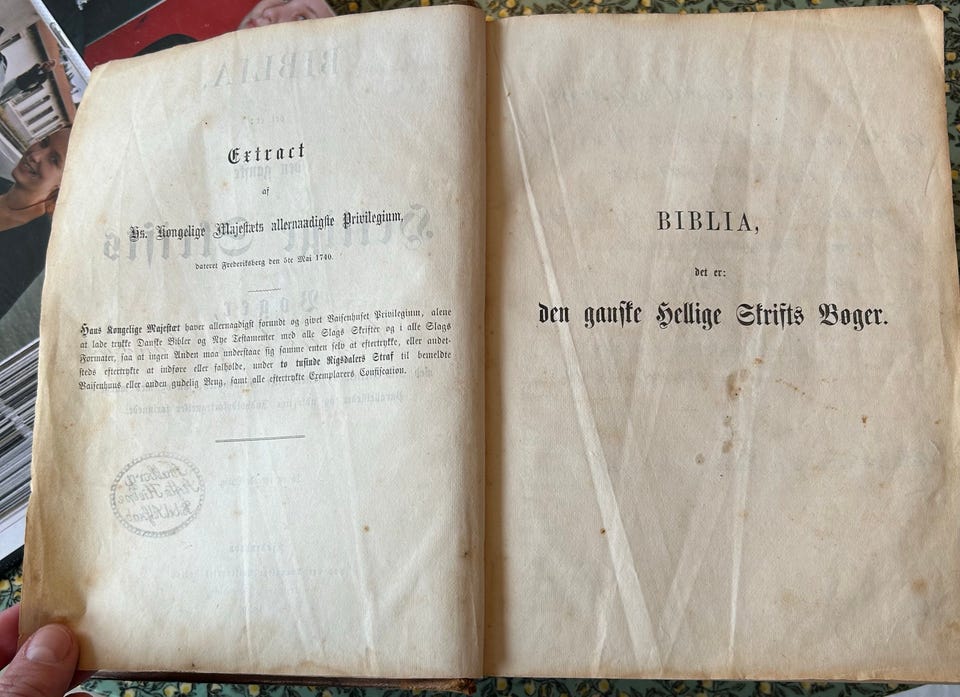 Extract
af
Hs. Kongelige Majestæts allernaadigste Privilegium,
dateret Frederiksberg den 5te Mai 1740.
Hans Kongelige Majestæt haver allernaadigst forundt og givet Vaisenhuset Privilegium, alene
at lade trykke Danske Bibler og Nye Testamenter med alle Slags Skrifter og i alle Slags
Formater, saa at ingen Anden maa understaae sig samme enten selv at eftertrykke, eller andet-
steds eftertrykte at indføre eller falholde, under to tusinde Rigsdalers Straf til bemeldte
Vaisenhuus eller anden gudelig Brug, samt alle eftertrykte Exemplarers Confiscation.
BIBLIA,
det er:
den ganske Hellige Skrifts Bøger.